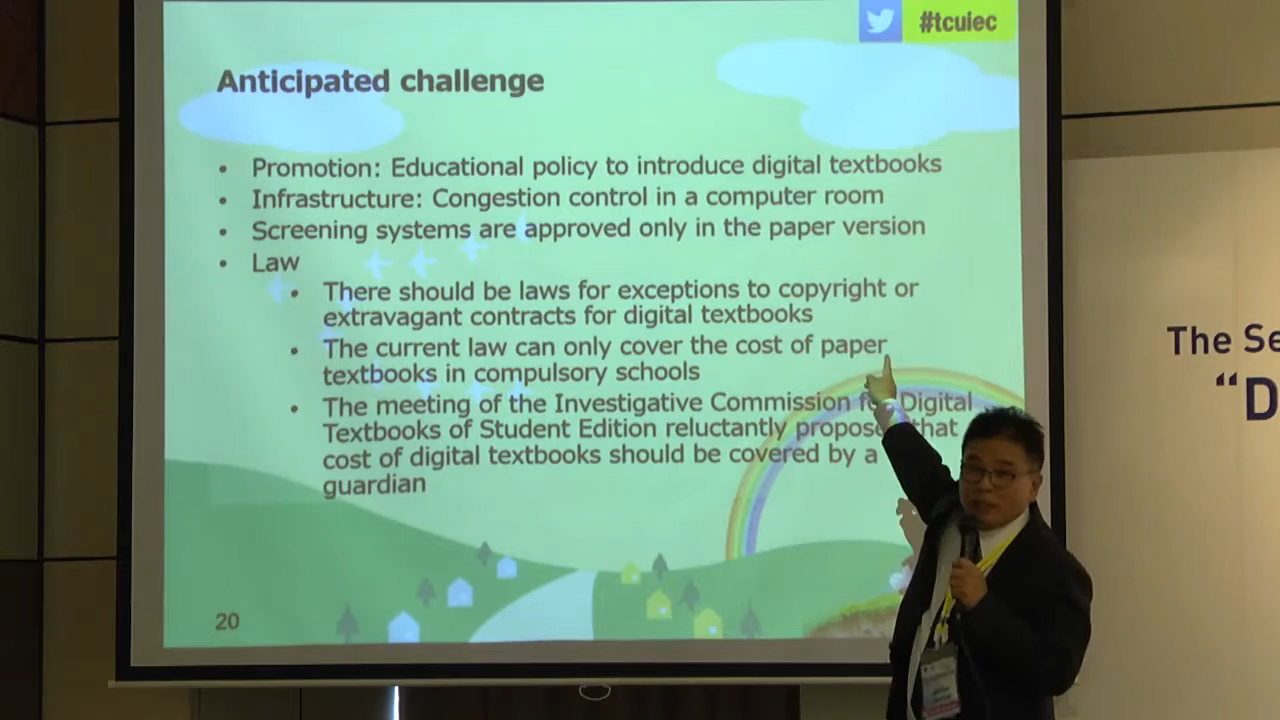 #tcuiec
Anticipated challenge
• Promotion: Educational policy to introduce digital textbooks
• Infrastructure: Congestion control in a computer room
• Screening systems are approved only in the paper version
• Law
• There should be laws for exceptions to copyright or
extravagant contracts for digital textbooks
• The current law can only cover the cost of paper
textbooks in compulsory schools
• The meeting of the Investigative Commission for Digital
Textbooks of Student Edition reluctantly proposed that
cost of digital textbooks should be covered by a
guardian
20
The Se
“D